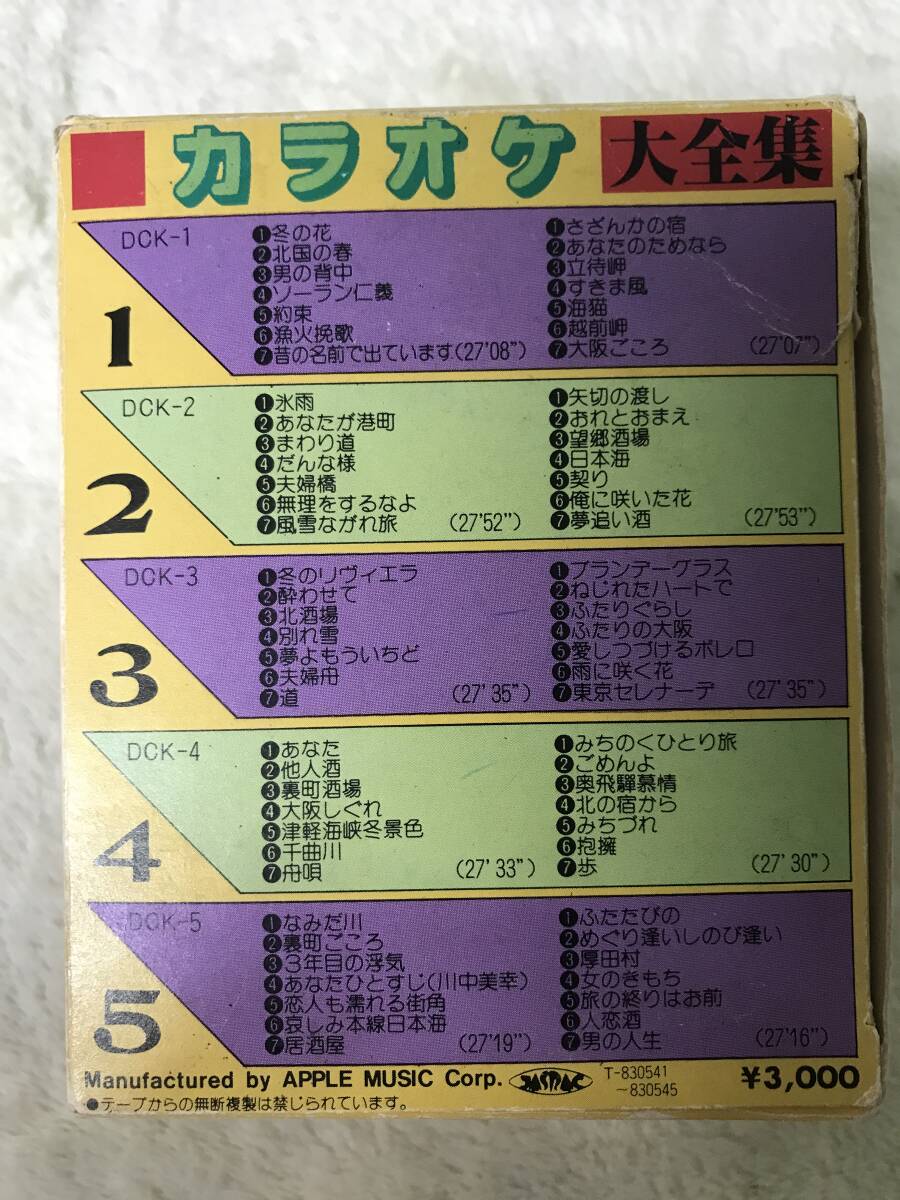 カラオケ 大全集
DCK-1
1
❶冬の花
❷北国の春
❸男の背中
❹ソーラン仁義
❺約束
❻漁火挽歌
❼昔の名前で出ています(27'08")
❶さざんかの宿
❷あなたのためなら
❸立待岬
❹すきま風
❺海猫
❻越前岬
❼大阪ごころ (27'07")
DCK-2
2
❶氷雨
❷あなたが港町
❸まわり道
❹だんな様
❺夫婦橋
❻無理をするなよ
❼風雪ながれ旅 (27'52")
❶矢切の渡し
❷おれとおまえ
❸望郷酒場
❹日本海
❺契り
❻俺に咲いた花
❼夢追い酒 (27'53")
DCK-3
3
❶冬のリヴィエラ
❷酔わせて
❸北酒場
❹別れ雪
❺夢よもういちど
❻夫婦舟
❼道 (27'35")
❶ブランデーグラス
❷ねじれたハートで
❸ふたりぐらし
❹ふたりの大阪
❺愛しつづけるボレロ
❻雨に咲く花
❼東京セレナーデ (27'35")
DCK-4
4
❶あなた
❷他人酒
❸裏町酒場
❹大阪しぐれ
❺津軽海峡冬景色
❻千曲川
❼舟唄 (27'33")
❶みちのくひとり旅
❷ごめんよ
❸奥飛騨慕情
❹北の宿から
❺みちづれ
❻抱擁
❼歩 (27'30")
DCK-5
5
❶なみだ川
❷裏町ごころ
❸3年目の浮気
❹あなたひとすじ(川中美幸)
❺恋人も濡れる街角
❻哀しみ本線日本海
❼居酒屋 (27'19")
❶ふたたびの
❷めぐり逢いしのび逢い
❸厚田村
❹女のきもち
❺旅の終りはお前
❻人恋酒
❼男の人生 (27'16")
Manufactured by APPLE MUSIC Corp.
T-830541
～830545
¥3,000
●テープからの無断複製は禁じられています。